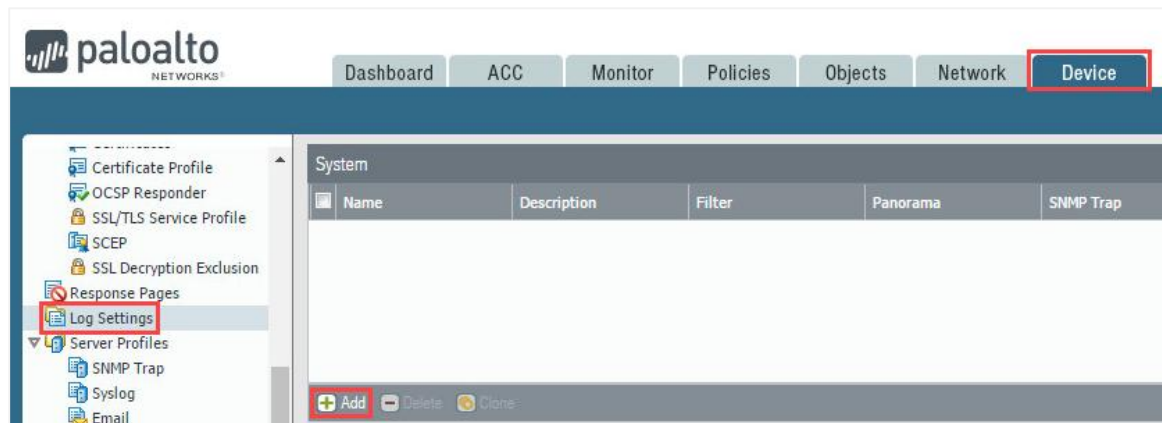 paloalto
NETWORKS®
Dashboard ACC Monitor Policies Objects Network Device
Certificate Profile
OCSP Responder
SSL/TLS Service Profile
SCEP
SSL Decryption Exclusion
Response Pages
Log Settings
Server Profiles
SNMP Trap
Syslog
Email
System
Name Description Filter Panorama SNMP Trap
Add Delete Clone